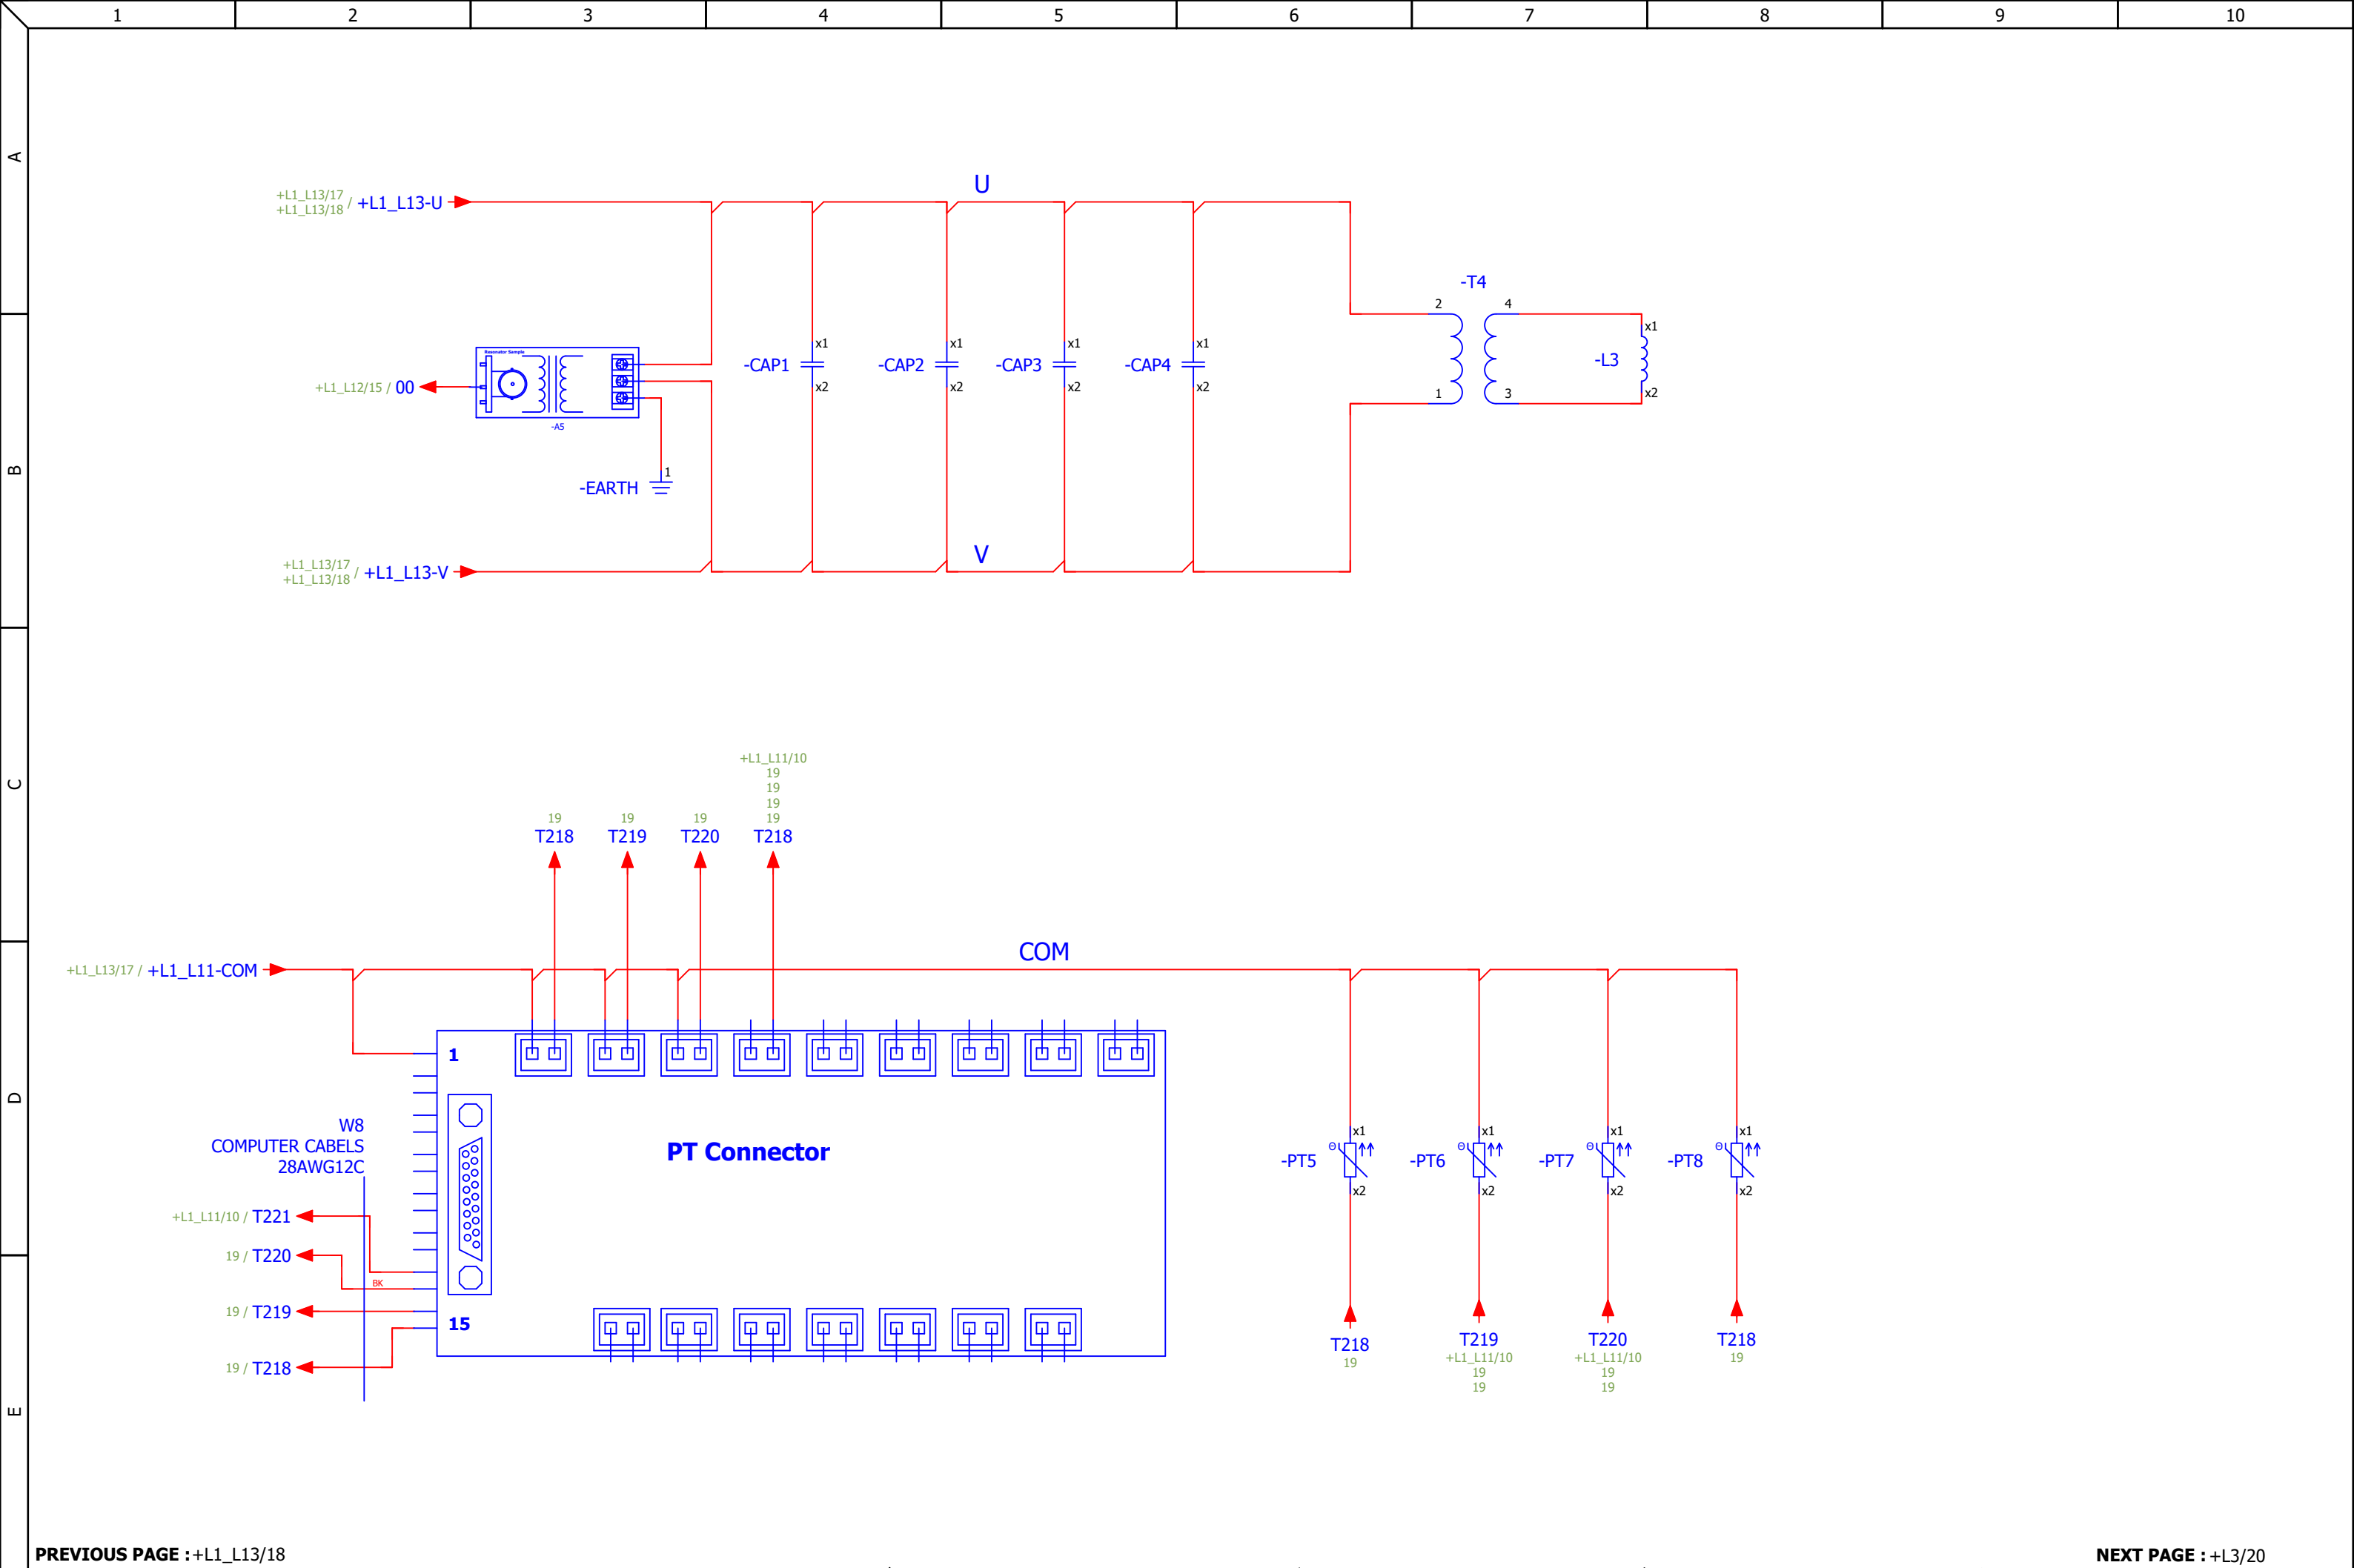 1 2 3 4 5 6 7 8 9 10
A
U
+L1_L13/17
+L1_L13/18 / +L1_L13-U
-T4
2 4
x1
-L3
x2
1 3
B
Resonator Sample
+L1_L12/15 / 00
-A5
x1 x1 x1 x1
-CAP1 -CAP2 -CAP3 -CAP4
x2 x2 x2 x2
1
-EARTH
V
+L1_L13/17
+L1_L13/18 / +L1_L13-V
C
+L1_L11/10
19
19
19
19 19 19 19
T218 T219 T220 T218
COM
+L1_L13/17 / +L1_L11-COM
D
1
W8
COMPUTER CABELS
28AWG12C
PT Connector
x1 x1 x1 x1
Θ Θ Θ Θ
-PT5 -PT6 -PT7 -PT8
x2 x2 x2 x2
+L1_L11/10 / T221
19 / T220
BK
19 / T219
15
19 / T218
T218 T219 T220 T218
19 +L1_L11/10 +L1_L11/10 19
19 19
19 19
E
PREVIOUS PAGE : +L1_L13/18
NEXT PAGE : +L3/20